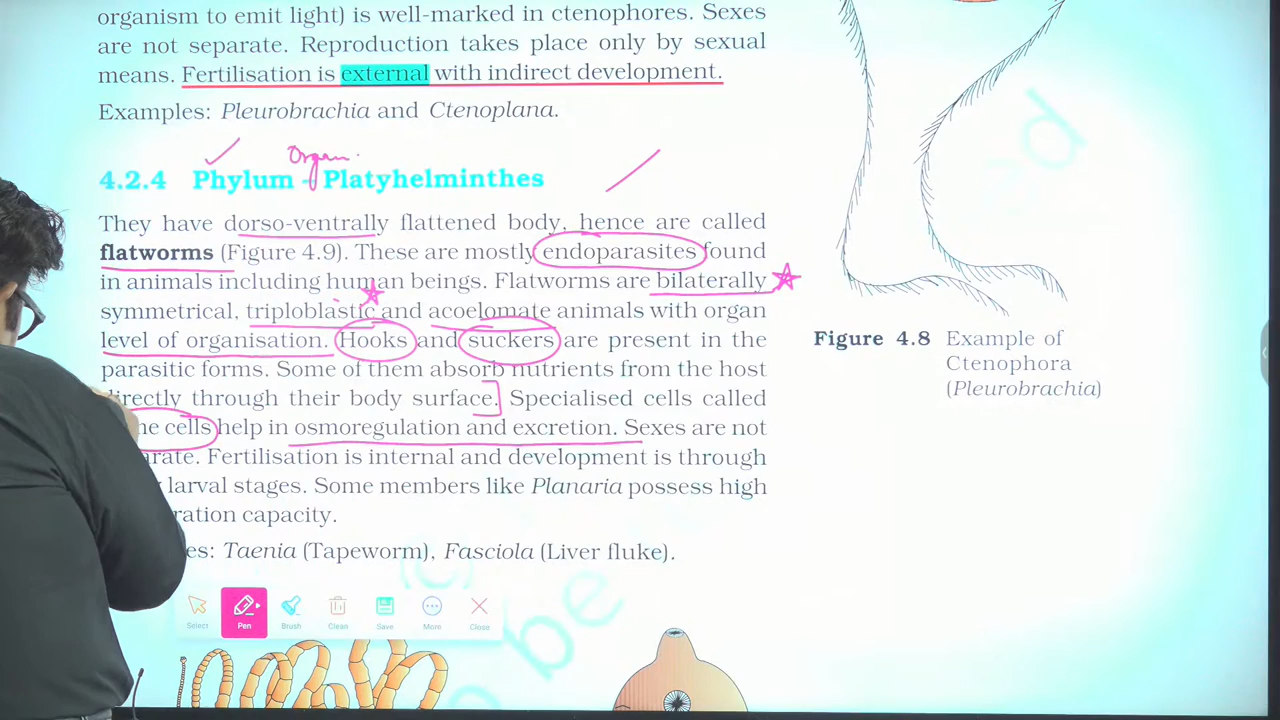 organism to emit light) is well-marked in ctenophores. Sexes
are not separate. Reproduction takes place only by sexual
means. Fertilisation is external with indirect development.
Examples: Pleurobrachia and Ctenoplana.
Organ
4.2.4 Phylum – Platyhelminthes
They have dorso-ventrally flattened body, hence are called
flatworms (Figure 4.9). These are mostly endoparasites found
in animals including human beings. Flatworms are bilaterally
symmetrical, triploblastic and acoelomate animals with organ
level of organisation. Hooks and suckers are present in the
parasitic forms. Some of them absorb nutrients from the host
directly through their body surface. Specialised cells called
cells help in osmoregulation and excretion. Sexes are not
Fertilisation is internal and development is through
larval stages. Some members like Planaria possess high
capacity.
Taenia (Tapeworm), Fasciola (Liver fluke).
Figure 4.8 Example of
Ctenophora
(Pleurobrachia)
Select Pen Brush Clean Save More Close
(c)
o be
d